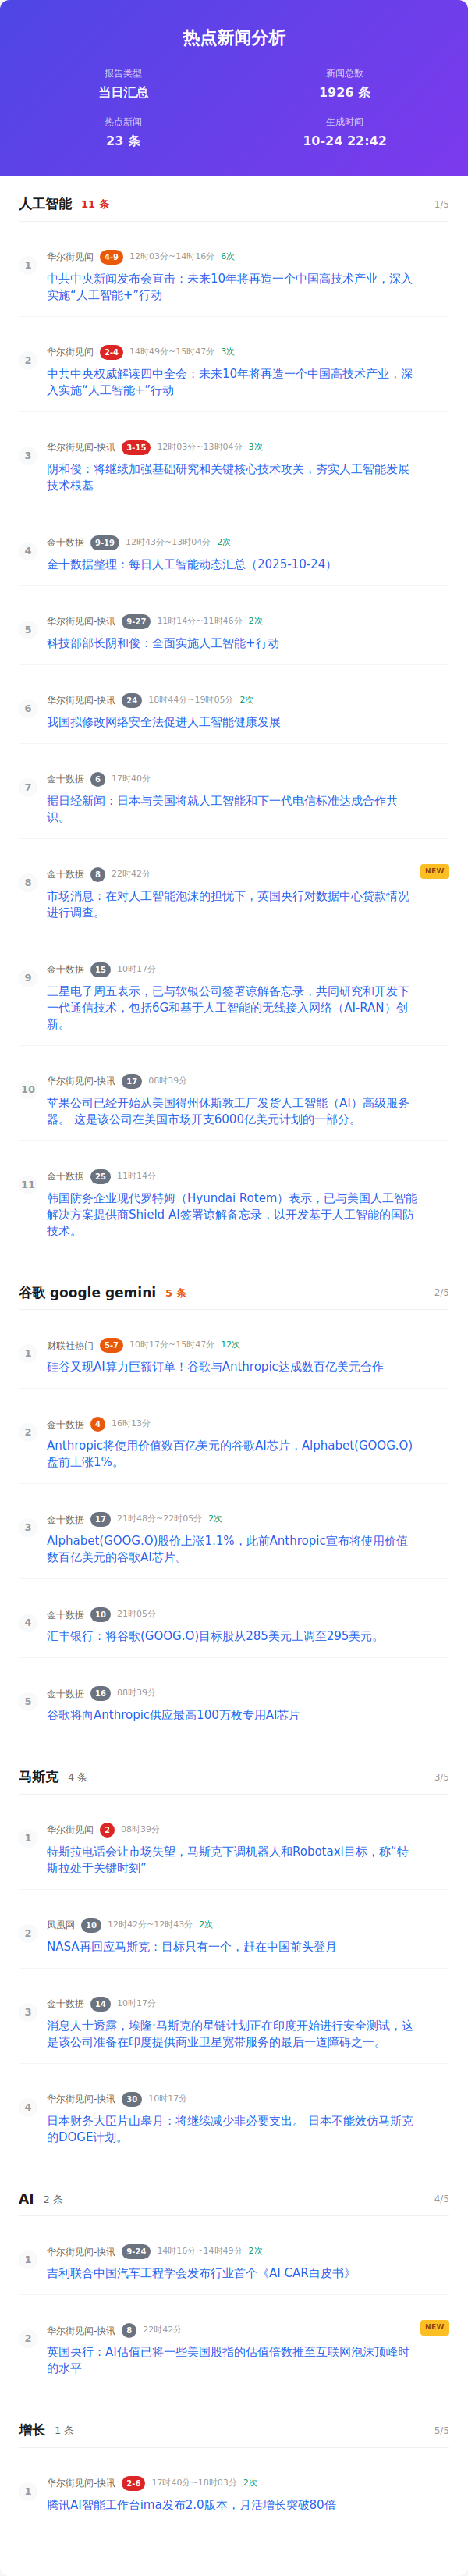 热点新闻分析
报告类型
新闻总数
当日汇总
1926 条
热点新闻
生成时间
23 条
10-24 22:42
人工智能 11 条 1/5
1
华尔街见闻 4-9 12时03分~14时16分 6次
中共中央新闻发布会直击：未来10年将再造一个中国高技术产业，深入
实施“人工智能+”行动
2
华尔街见闻 2-4 14时49分~15时47分 3次
中共中央权威解读四中全会：未来10年将再造一个中国高技术产业，深
入实施“人工智能+”行动
3
华尔街见闻-快讯 3-15 12时03分~13时04分 3次
阴和俊：将继续加强基础研究和关键核心技术攻关，夯实人工智能发展
技术根基
4
金十数据 9-19 12时43分~13时04分 2次
金十数据整理：每日人工智能动态汇总（2025-10-24）
5
华尔街见闻-快讯 9-27 11时14分~11时46分 2次
科技部部长阴和俊：全面实施人工智能+行动
6
华尔街见闻-快讯 24 18时44分~19时05分 2次
我国拟修改网络安全法促进人工智能健康发展
7
金十数据 6 17时40分
据日经新闻：日本与美国将就人工智能和下一代电信标准达成合作共
识。
8
金十数据 8 22时42分 NEW
市场消息：在对人工智能泡沫的担忧下，英国央行对数据中心贷款情况
进行调查。
9
金十数据 15 10时17分
三星电子周五表示，已与软银公司签署谅解备忘录，共同研究和开发下
一代通信技术，包括6G和基于人工智能的无线接入网络（AI-RAN）创
新。
10
华尔街见闻-快讯 17 08时39分
苹果公司已经开始从美国得州休斯敦工厂发货人工智能（AI）高级服务
器。 这是该公司在美国市场开支6000亿美元计划的一部分。
11
金十数据 25 11时14分
韩国防务企业现代罗特姆（Hyundai Rotem）表示，已与美国人工智能
解决方案提供商Shield AI签署谅解备忘录，以开发基于人工智能的国防
技术。
谷歌 google gemini 5 条 2/5
1
财联社热门 5-7 10时17分~15时47分 12次
硅谷又现AI算力巨额订单！谷歌与Anthropic达成数百亿美元合作
2
金十数据 4 16时13分
Anthropic将使用价值数百亿美元的谷歌AI芯片，Alphabet(GOOG.O)
盘前上涨1%。
3
金十数据 17 21时48分~22时05分 2次
Alphabet(GOOG.O)股价上涨1.1%，此前Anthropic宣布将使用价值
数百亿美元的谷歌AI芯片。
4
金十数据 10 21时05分
汇丰银行：将谷歌(GOOG.O)目标股从285美元上调至295美元。
5
金十数据 16 08时39分
谷歌将向Anthropic供应最高100万枚专用AI芯片
马斯克 4 条 3/5
1
华尔街见闻 2 08时39分
特斯拉电话会让市场失望，马斯克下调机器人和Robotaxi目标，称“特
斯拉处于关键时刻”
2
凤凰网 10 12时42分~12时43分 2次
NASA再回应马斯克：目标只有一个，赶在中国前头登月
3
金十数据 14 10时17分
消息人士透露，埃隆·马斯克的星链计划正在印度开始进行安全测试，这
是该公司准备在印度提供商业卫星宽带服务的最后一道障碍之一。
4
华尔街见闻-快讯 30 10时17分
日本财务大臣片山皋月：将继续减少非必要支出。 日本不能效仿马斯克
的DOGE计划。
AI 2 条 4/5
1
华尔街见闻-快讯 9-24 14时16分~14时49分 2次
吉利联合中国汽车工程学会发布行业首个《AI CAR白皮书》
2
华尔街见闻-快讯 8 22时42分 NEW
英国央行：AI估值已将一些美国股指的估值倍数推至互联网泡沫顶峰时
的水平
增长 1 条 5/5
1
华尔街见闻-快讯 2-6 17时40分~18时03分 2次
腾讯AI智能工作台ima发布2.0版本，月活增长突破80倍